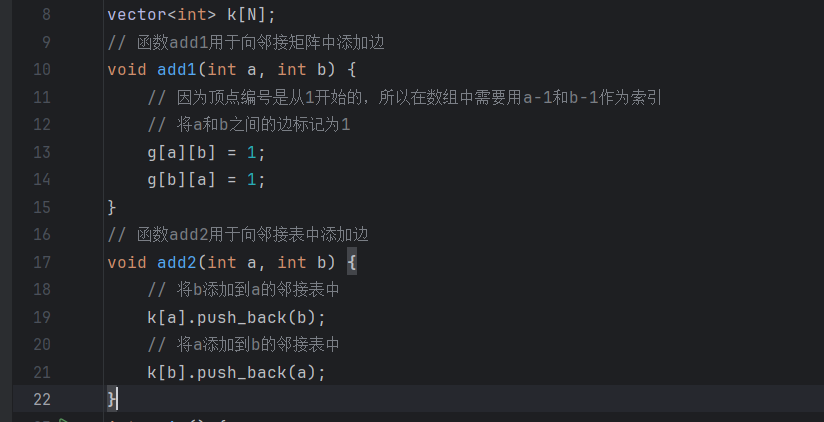 8 vector<int> k[N];
9 // 函数add1用于向邻接矩阵中添加边
10 void add1(int a, int b) {
11 // 因为顶点编号是从1开始的，所以在数组中需要用a-1和b-1作为索引
12 // 将a和b之间的边标记为1
13 g[a][b] = 1;
14 g[b][a] = 1;
15 }
16 // 函数add2用于向邻接表中添加边
17 void add2(int a, int b) {
18 // 将b添加到a的邻接表中
19 k[a].push_back(b);
20 // 将a添加到b的邻接表中
21 k[b].push_back(a);
22 }